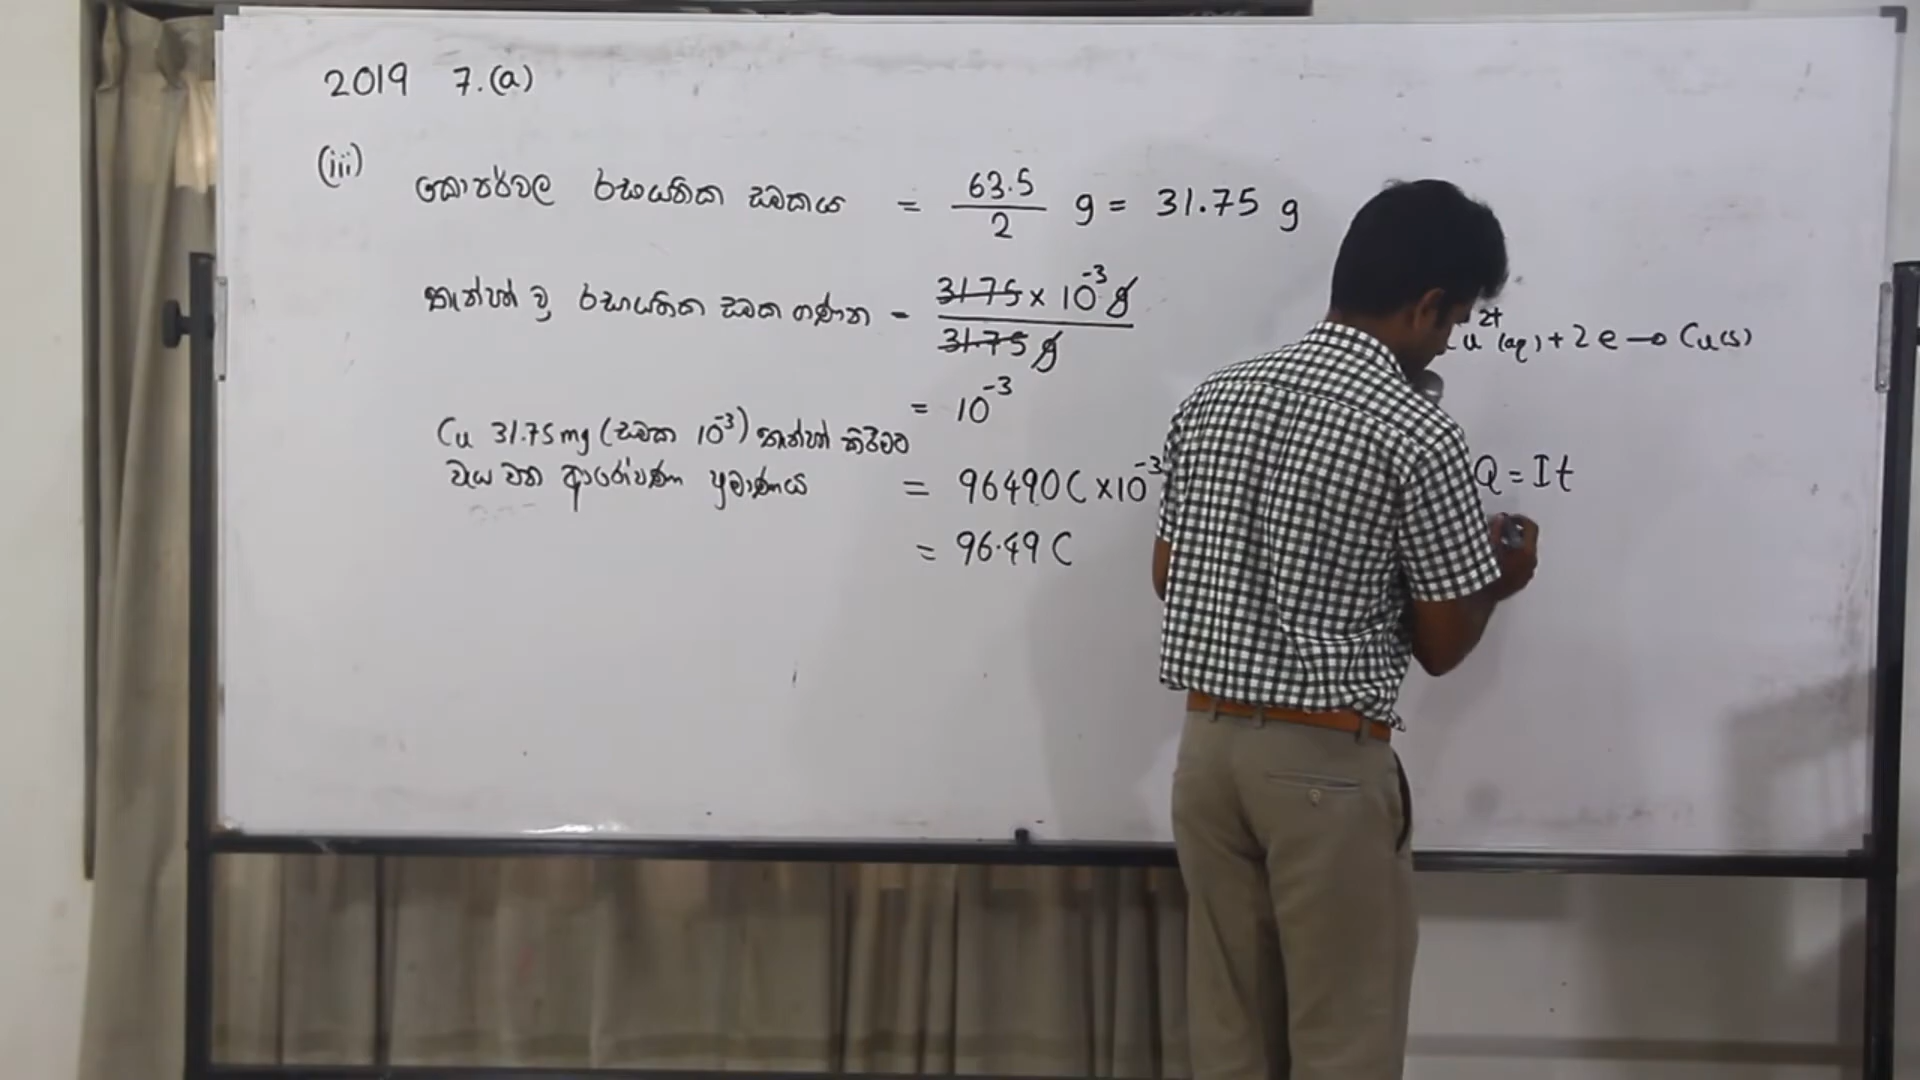 2019 7.(a)
(iii)
කොපර්වල රසායනික සමකය = 63.5/2 g = 31.75 g
තැන්පත් වූ රසායනික සමක ගණන = 31.75 × 10⁻³ g / 31.75 g
= 10⁻³
Cu 31.75 mg (සමක 10⁻³) තැන්පත් කිරීමට
වැය වන ආරෝපණ ප්‍රමාණය = 96490 C × 10⁻³
= 96.49 C
²⁺ (aq) + 2 e → Cu(s)
Q = It